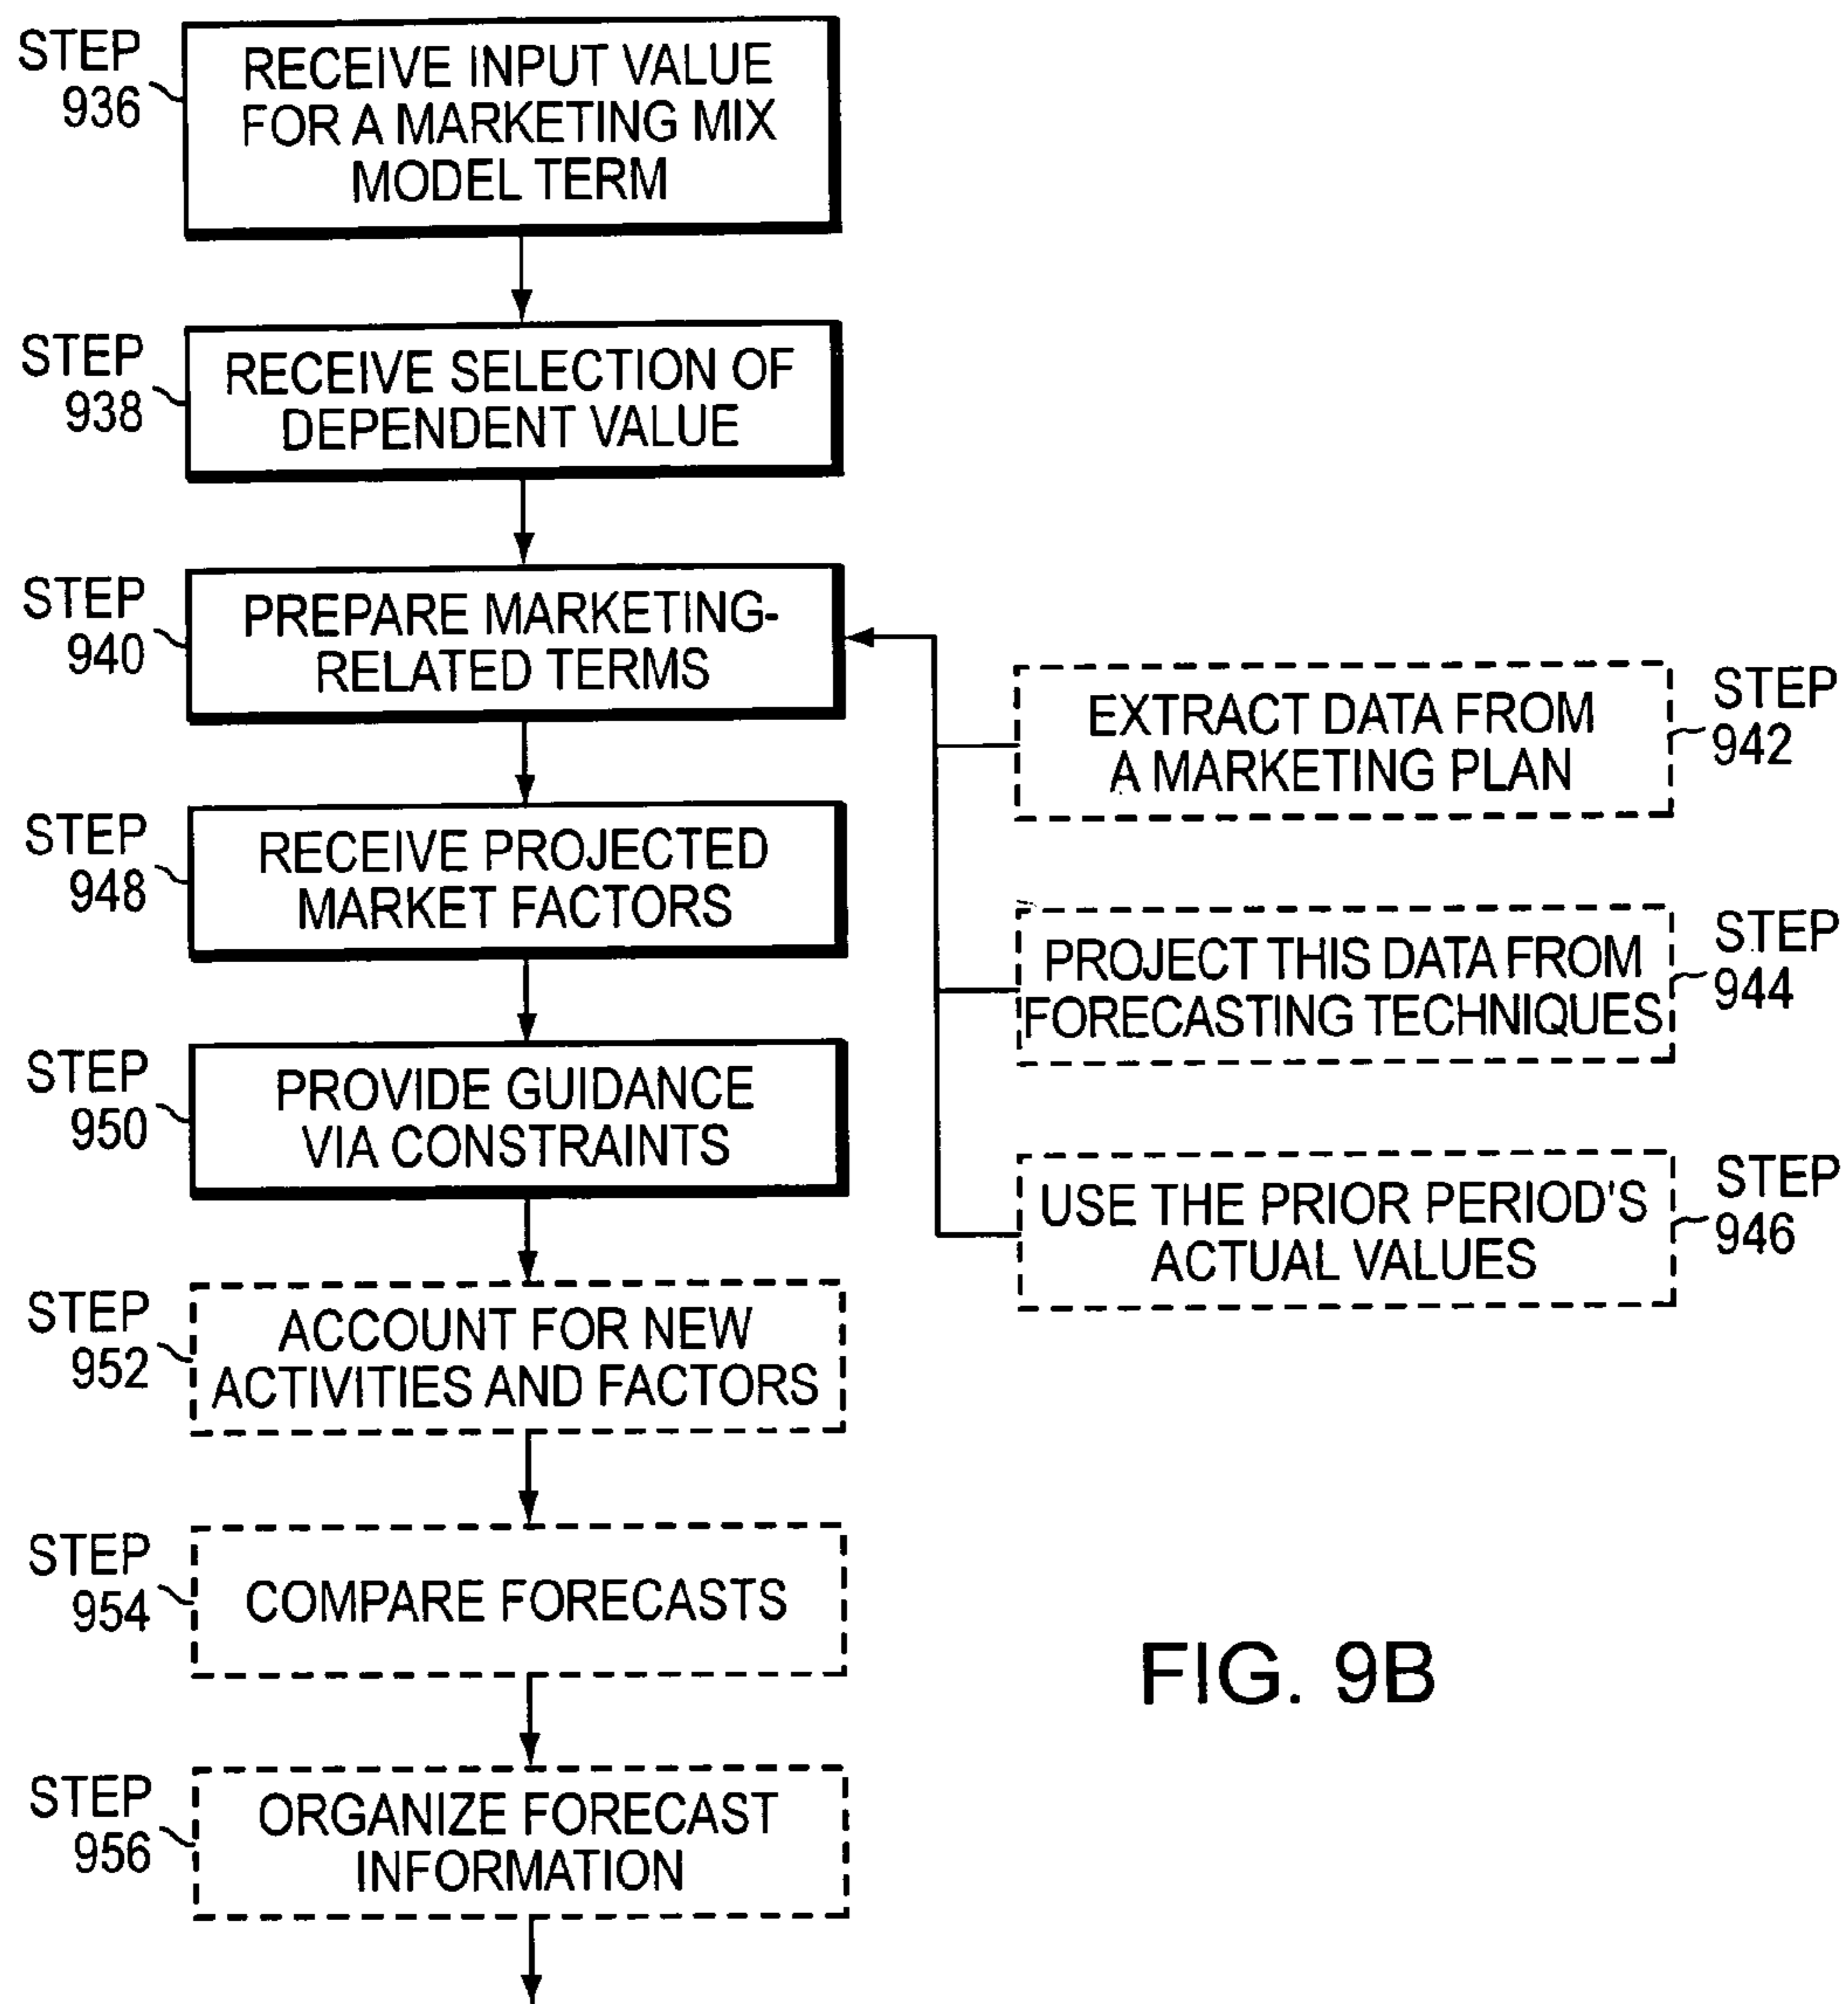 STEP
936
RECEIVE INPUT VALUE
FOR A MARKETING MIX
MODEL TERM
STEP
938
RECEIVE SELECTION OF
DEPENDENT VALUE
STEP
940
PREPARE MARKETING-
RELATED TERMS
EXTRACT DATA FROM
A MARKETING PLAN
STEP
942
STEP
948
RECEIVE PROJECTED
MARKET FACTORS
PROJECT THIS DATA FROM
FORECASTING TECHNIQUES
STEP
944
STEP
950
PROVIDE GUIDANCE
VIA CONSTRAINTS
USE THE PRIOR PERIOD'S
ACTUAL VALUES
STEP
946
STEP
952
ACCOUNT FOR NEW
ACTIVITIES AND FACTORS
STEP
954
COMPARE FORECASTS
STEP
956
ORGANIZE FORECAST
INFORMATION
FIG. 9B